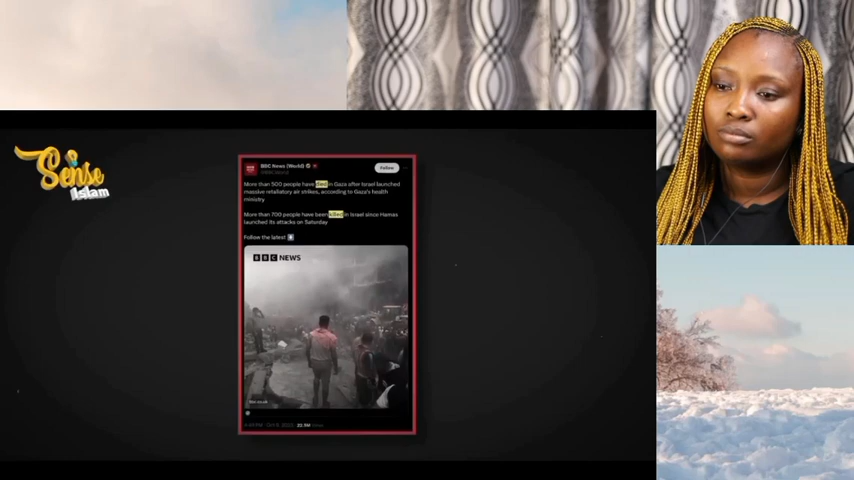 Sense
Islam
BBC News (World)
Follow
More than 500 people have died in Gaza after Israel launched
massive retaliatory air strikes, according to Gaza's health
ministry
More than 700 people have been killed in Israel since Hamas
launched its attacks on Saturday
Follow the latest
BBC NEWS